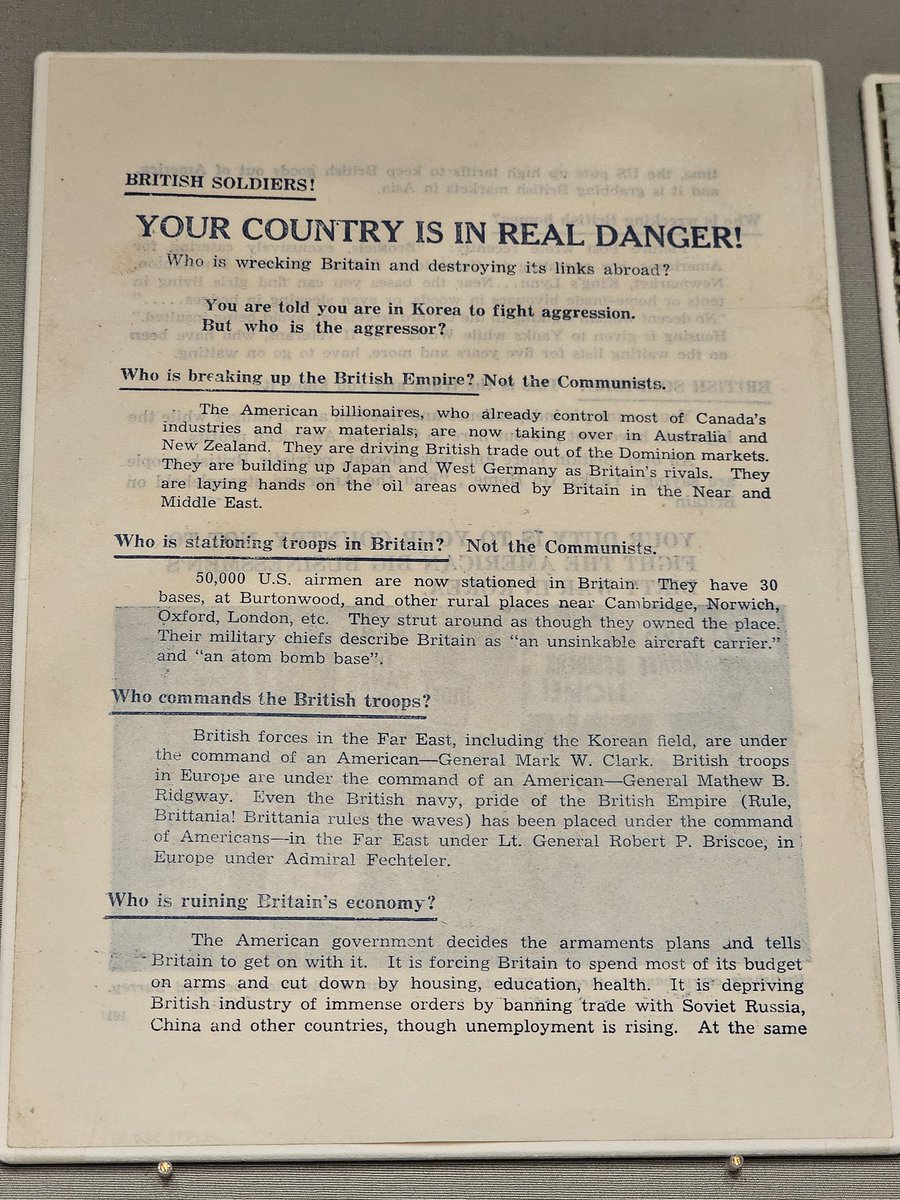 BRITISH SOLDIERS!
YOUR COUNTRY IS IN REAL DANGER!
Who is wrecking Britain and destroying its links abroad?
You are told you are in Korea to fight aggression.
But who is the aggressor?
Who is breaking up the British Empire? Not the Communists.
The American billionaires, who already control most of Canada's
industries and raw materials, are now taking over in Australia and
New Zealand. They are driving British trade out of the Dominion markets.
They are building up Japan and West Germany as Britain's rivals. They
are laying hands on the oil areas owned by Britain in the Near and
Middle East.
Who is stationing troops in Britain? Not the Communists.
50,000 U.S. airmen are now stationed in Britain. They have 30
bases, at Burtonwood, and other rural places near Cambridge, Norwich,
Oxford, London, etc. They strut around as though they owned the place.
Their military chiefs describe Britain as "an unsinkable aircraft carrier."
and "an atom bomb base".
Who commands the British troops?
British forces in the Far East, including the Korean field, are under
the command of an American—General Mark W. Clark. British troops
in Europe are under the command of an American—General Mathew B.
Ridgway. Even the British navy, pride of the British Empire (Rule,
Brittania! Brittania rules the waves) has been placed under the command
of Americans—in the Far East under Lt. General Robert P. Briscoe, in
Europe under Admiral Fechteler.
Who is ruining Britain's economy?
The American government decides the armaments plans and tells
Britain to get on with it. It is forcing Britain to spend most of its budget
on arms and cut down by housing, education, health. It is depriving
British industry of immense orders by banning trade with Soviet Russia,
China and other countries, though unemployment is rising. At the same